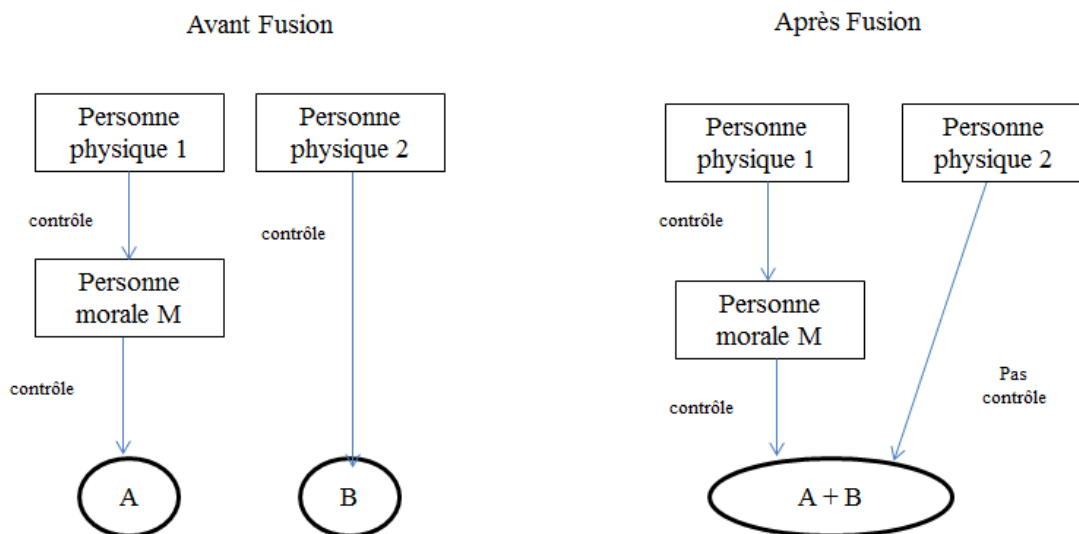 Avant Fusion
Après Fusion
Personne
physique 1
Personne
physique 2
contrôle
contrôle
Personne
morale M
contrôle
A
B
Personne
physique 1
Personne
physique 2
contrôle
Personne
morale M
contrôle
Pas
contrôle
A + B